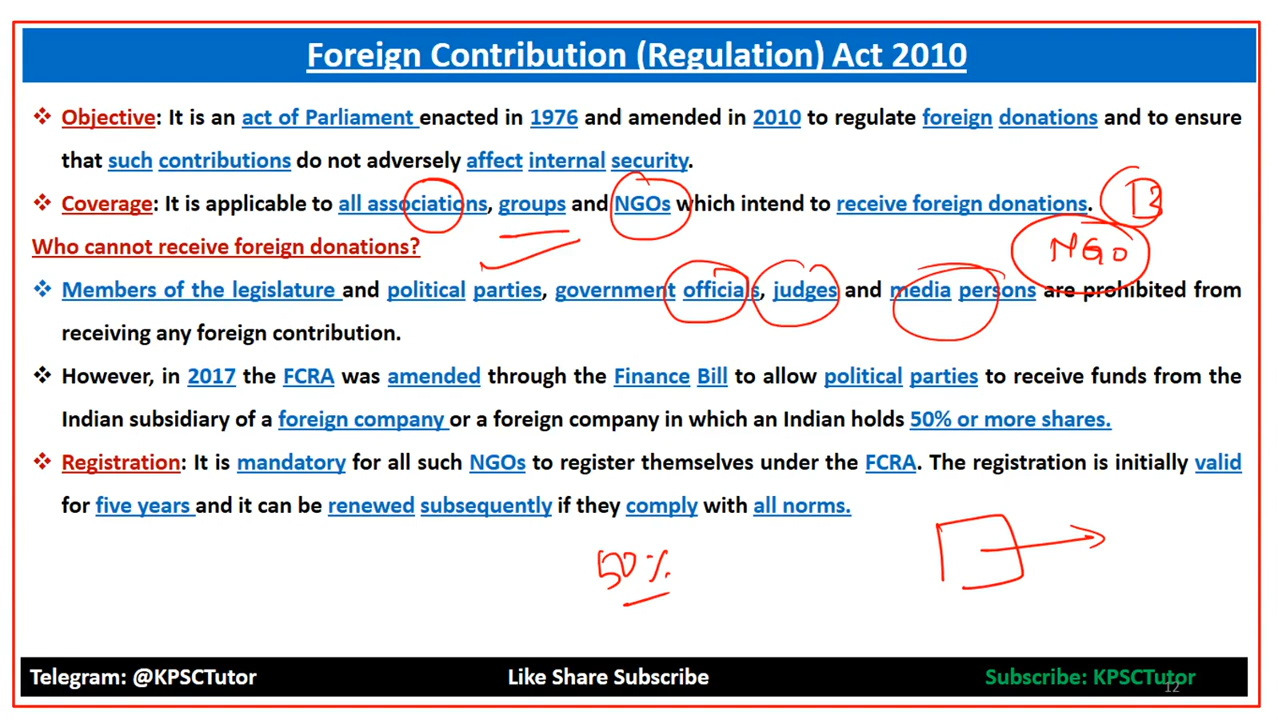 Foreign Contribution (Regulation) Act 2010
❖ Objective: It is an act of Parliament enacted in 1976 and amended in 2010 to regulate foreign donations and to ensure
that such contributions do not adversely affect internal security.
❖ Coverage: It is applicable to all associations, groups and NGOs which intend to receive foreign donations.
NGO
Who cannot receive foreign donations?
❖ Members of the legislature and political parties, government officials, judges and media persons are prohibited from
receiving any foreign contribution.
❖ However, in 2017 the FCRA was amended through the Finance Bill to allow political parties to receive funds from the
Indian subsidiary of a foreign company or a foreign company in which an Indian holds 50% or more shares.
❖ Registration: It is mandatory for all such NGOs to register themselves under the FCRA. The registration is initially valid
for five years and it can be renewed subsequently if they comply with all norms.
50%
Telegram: @KPSCTutor Like Share Subscribe Subscribe: KPSCTutor
12